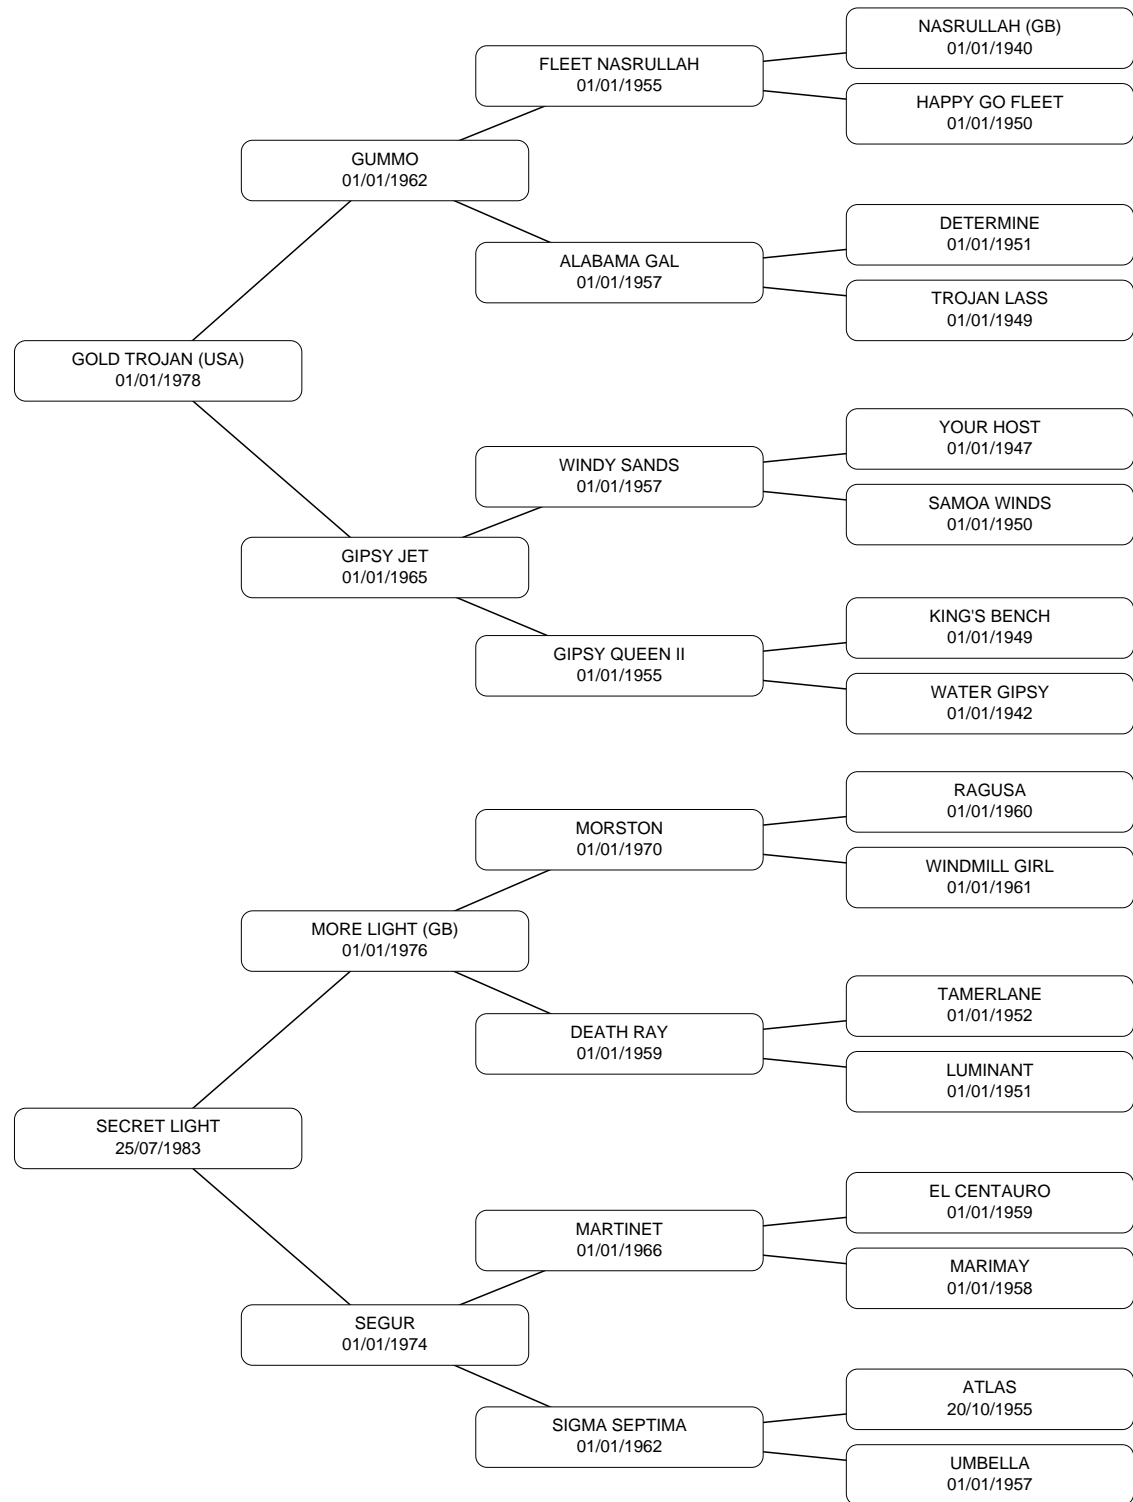 NASRULLAH (GB)
01/01/1940
FLEET NASRULLAH
01/01/1955
HAPPY GO FLEET
01/01/1950
GUMMO
01/01/1962
DETERMINE
01/01/1951
ALABAMA GAL
01/01/1957
TROJAN LASS
01/01/1949
GOLD TROJAN (USA)
01/01/1978
YOUR HOST
01/01/1947
WINDY SANDS
01/01/1957
SAMOA WINDS
01/01/1950
GIPSY JET
01/01/1965
KING'S BENCH
01/01/1949
GIPSY QUEEN II
01/01/1955
WATER GIPSY
01/01/1942
RAGUSA
01/01/1960
MORSTON
01/01/1970
WINDMILL GIRL
01/01/1961
MORE LIGHT (GB)
01/01/1976
TAMERLANE
01/01/1952
DEATH RAY
01/01/1959
LUMINANT
01/01/1951
SECRET LIGHT
25/07/1983
EL CENTAURO
01/01/1959
MARTINET
01/01/1966
MARIMAY
01/01/1958
SEGUR
01/01/1974
ATLAS
20/10/1955
SIGMA SEPTIMA
01/01/1962
UMBELLA
01/01/1957